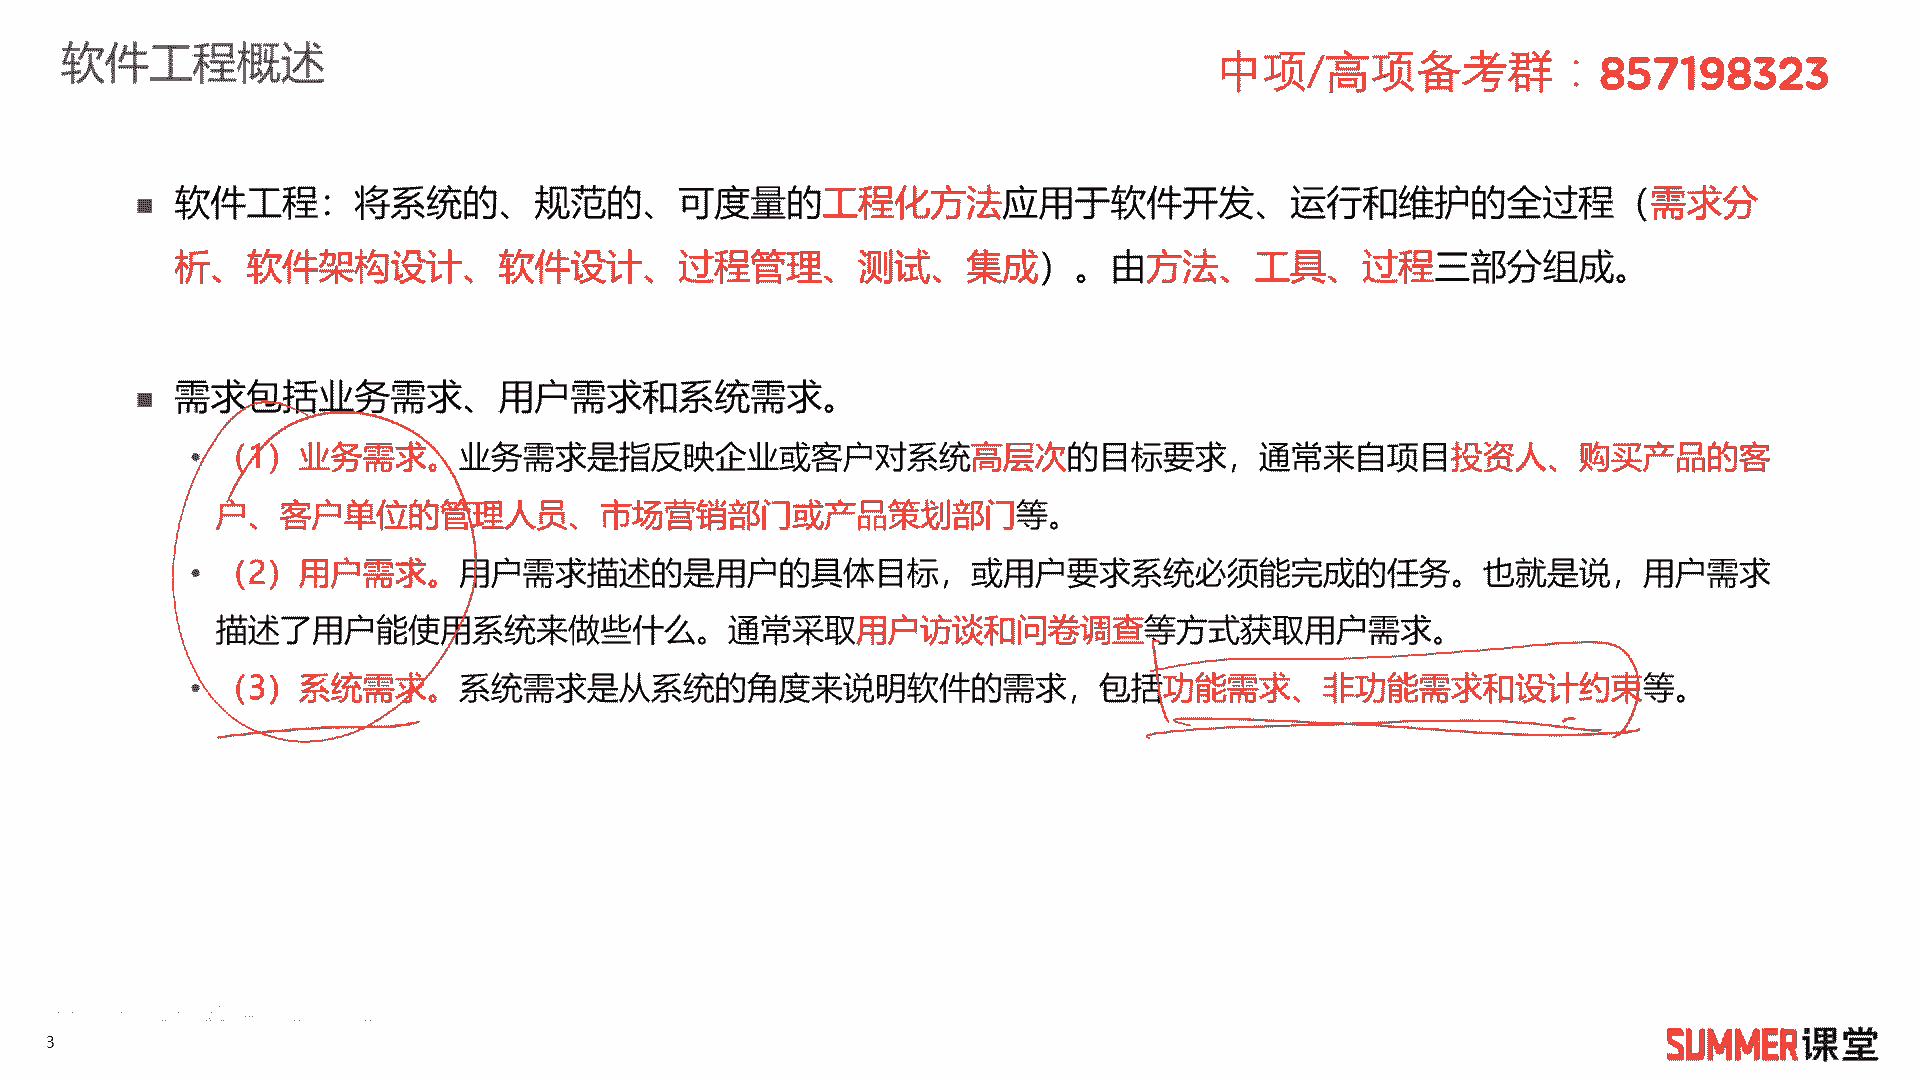 软件工程概述
中项/高项备考群：857198323
■ 软件工程：将系统的、规范的、可度量的工程化方法应用于软件开发、运行和维护的全过程（需求分
析、软件架构设计、软件设计、过程管理、测试、集成）。由方法、工具、过程三部分组成。
■ 需求包括业务需求、用户需求和系统需求。
• （1）业务需求。业务需求是指反映企业或客户对系统高层次的目标要求，通常来自项目投资人、购买产品的客
户、客户单位的管理人员、市场营销部门或产品策划部门等。
• （2）用户需求。用户需求描述的是用户的具体目标，或用户要求系统必须能完成的任务。也就是说，用户需求
描述了用户能使用系统来做些什么。通常采取用户访谈和问卷调查等方式获取用户需求。
• （3）系统需求。系统需求是从系统的角度来说明软件的需求，包括功能需求、非功能需求和设计约束等。
3
SUMMER课堂